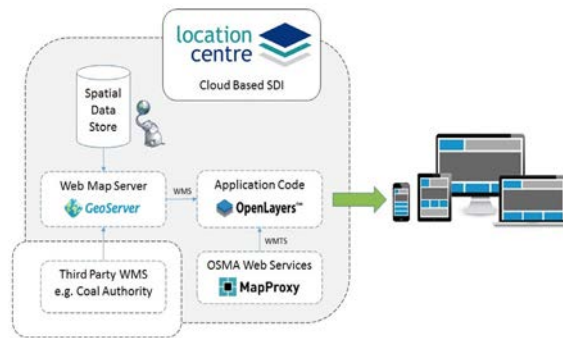 location
centre
Cloud Based SDI
Spatial
Data
Store
Web Map Server
GeoServer
WMS
Application Code
OpenLayers™
WMTS
Third Party WMS
e.g. Coal Authority
OSMA Web Services
MapProxy